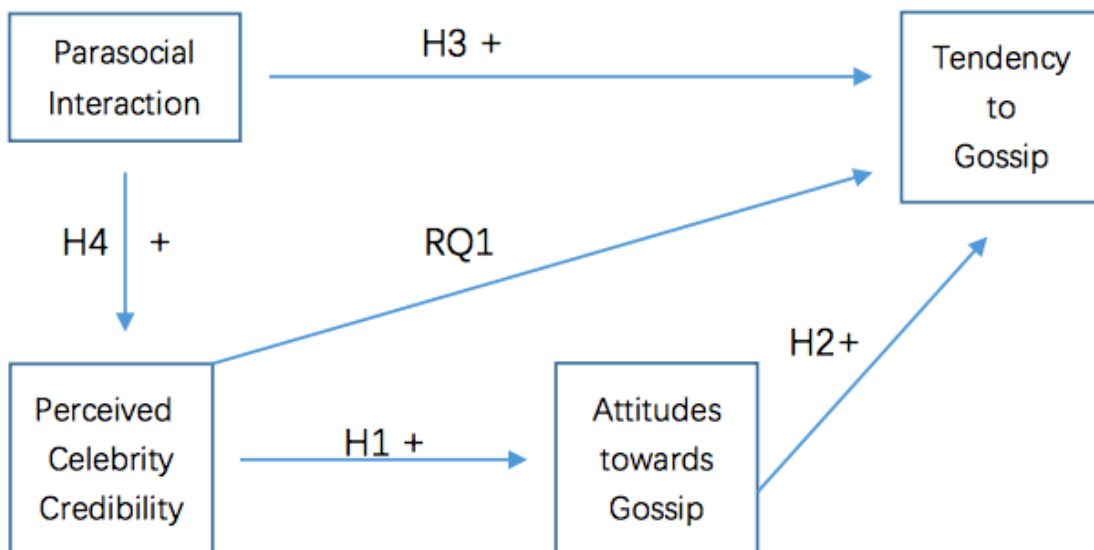 Parasocial
Interaction
H3 +
Tendency
to
Gossip
H4 +
RQ1
H2+
Perceived
Celebrity
Credibility
H1 +
Attitudes
towards
Gossip